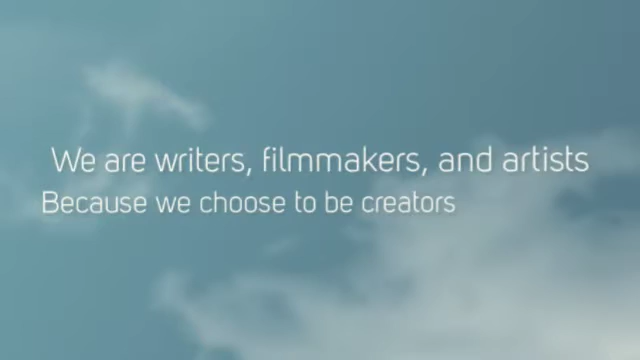 We are writers, filmmakers, and artists
Because we choose to be creators